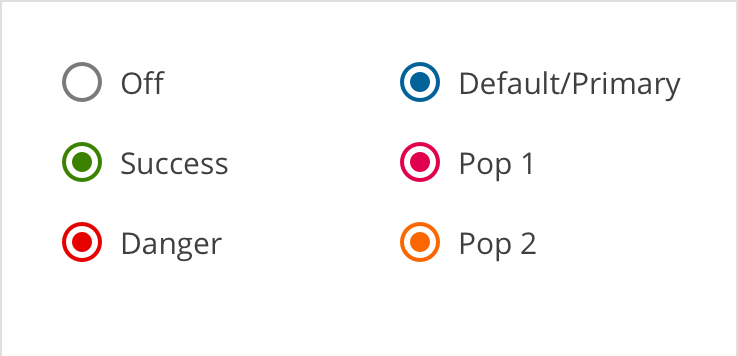 Off
Default/Primary
Success
Pop 1
Danger
Pop 2